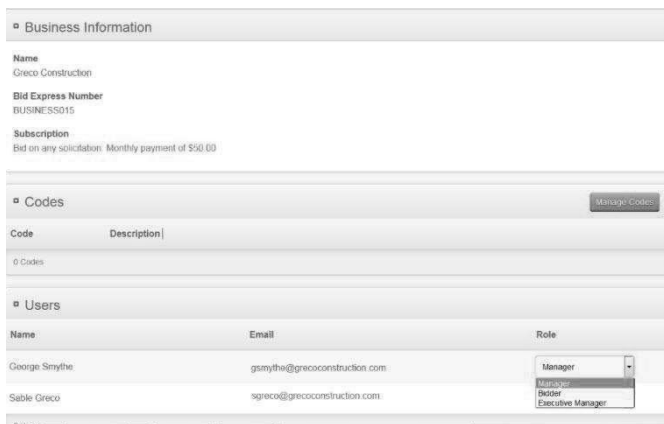 Business Information
Name
Greco Construction
Bid Express Number
BUSINESS015
Subscription
Bid on any solicitation Monthly payment of $50.00
Codes
Manage Codes
Code Description
0 Codes
Users
Name Email Role
George Smythe gsmythe@grecoconstruction.com Manager
Manager
Bidder
Sable Greco sgreco@grecoconstruction.com
Executive Manager